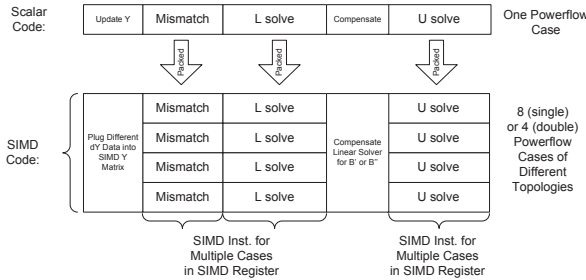 Scalar
Code:
Update Y
Mismatch
L solve
Compensate
U solve
One Powerflow
Case
Packed
Packed
Packed
SIMD
Code:
Plug Different
dY Data into
SIMD Y
Matrix
Mismatch
L solve
U solve
Mismatch
L solve
U solve
Mismatch
L solve
U solve
Mismatch
L solve
U solve
Compensate
Linear Solver
for B' or B"
8 (single)
or 4 (double)
Powerflow
Cases of
Different
Topologies
SIMD Inst. for
Multiple Cases
in SIMD Register
SIMD Inst. for
Multiple Cases
in SIMD Register